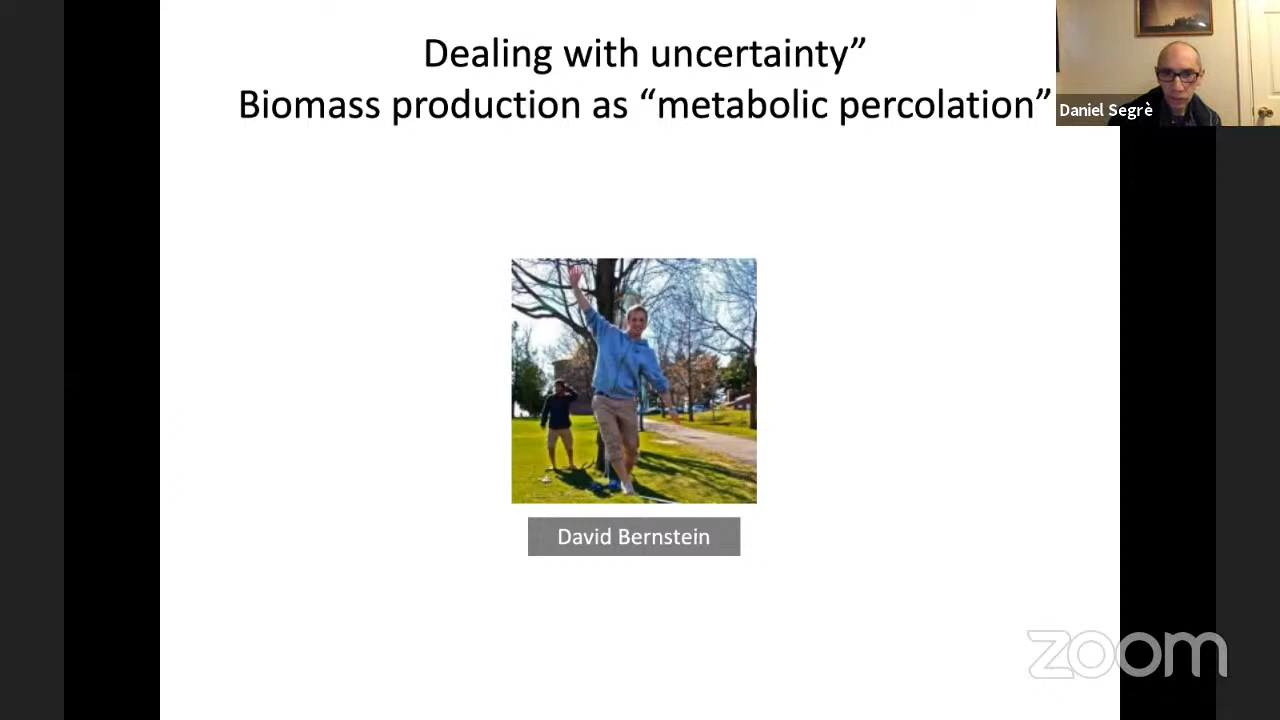 Dealing with uncertainty”
Biomass production as “metabolic percolation”
Daniel Segrè
David Bernstein
zoom